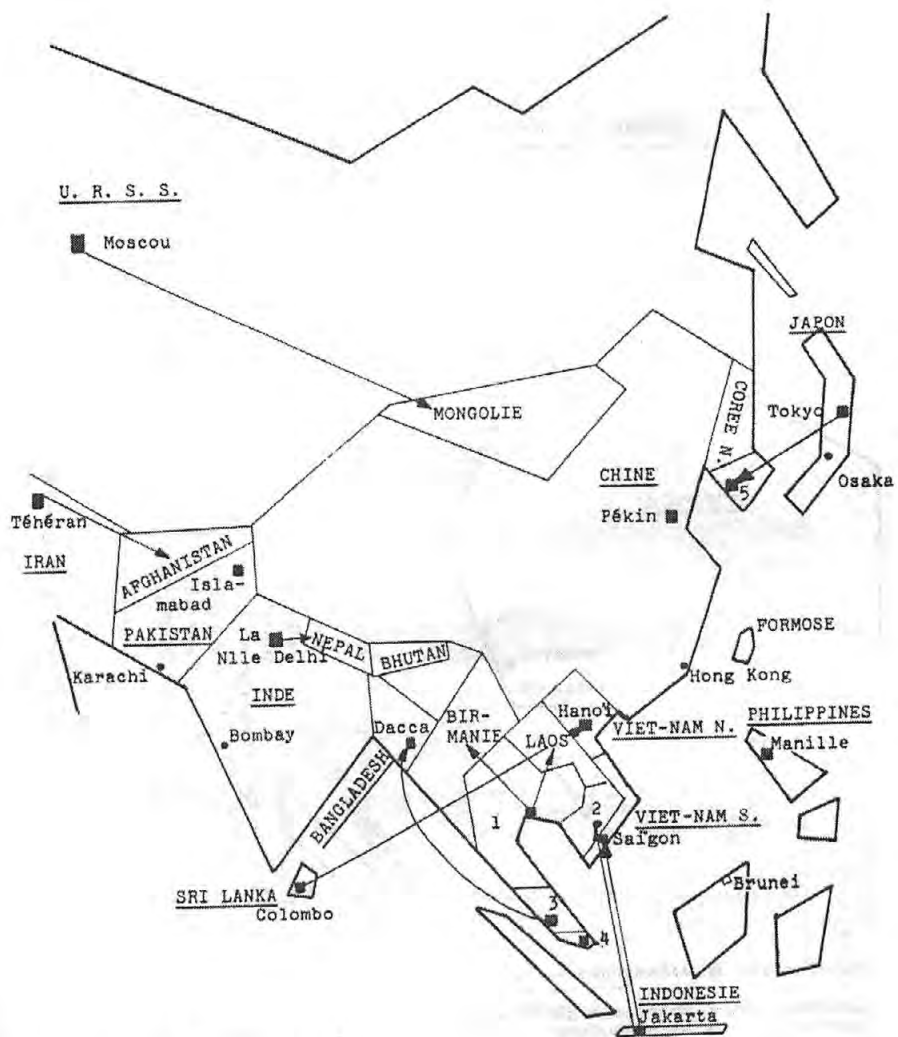 U. R. S. S.
Moscou
JAPON
MONGOLIE
COREE N.
Tokyo
CHINE
5
Osaka
Téhéran
Pékin
AFGHANISTAN
IRAN
Isla-
mabad
FORMOSE
La
PAKISTAN
NEPAL
Nlle Delhi
BHUTAN
Karachi
Hong Kong
INDE
Hanoï
BIR-
MANIE
VIET-NAM N.
PHILIPPINES
Dacca
Bombay
LAOS
Manille
BANGLADESH
1
2
VIET-NAM S.
Saïgon
SRI LANKA
Brunei
Colombo
3
4
INDONESIE
Jakarta